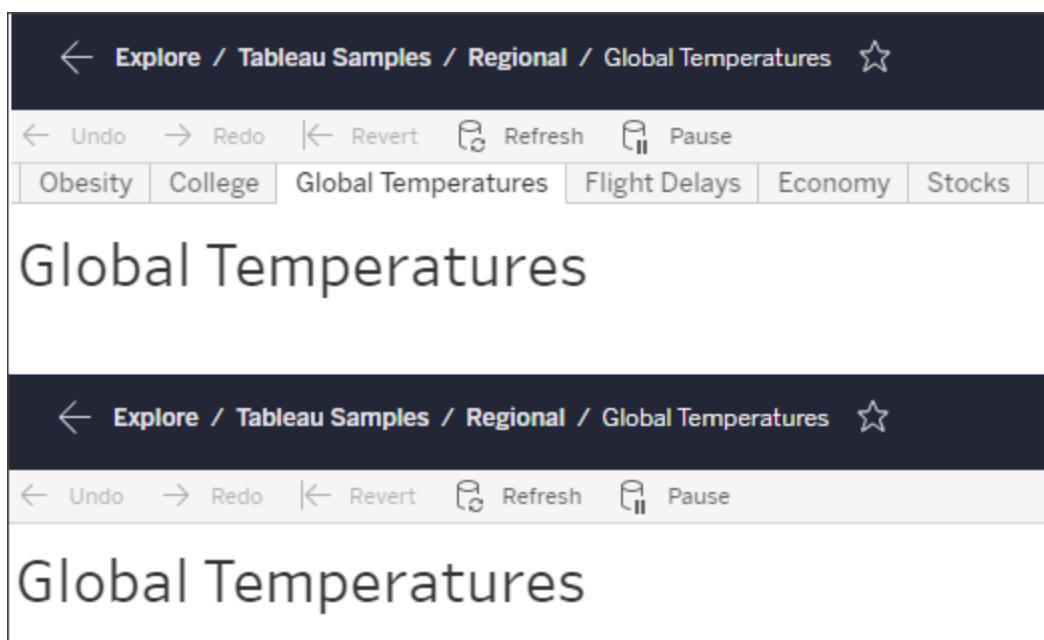 Explore / Tableau Samples / Regional / Global Temperatures
Undo Redo Revert Refresh Pause
Obesity College Global Temperatures Flight Delays Economy Stocks
Global Temperatures
Explore / Tableau Samples / Regional / Global Temperatures
Undo Redo Revert Refresh Pause
Global Temperatures